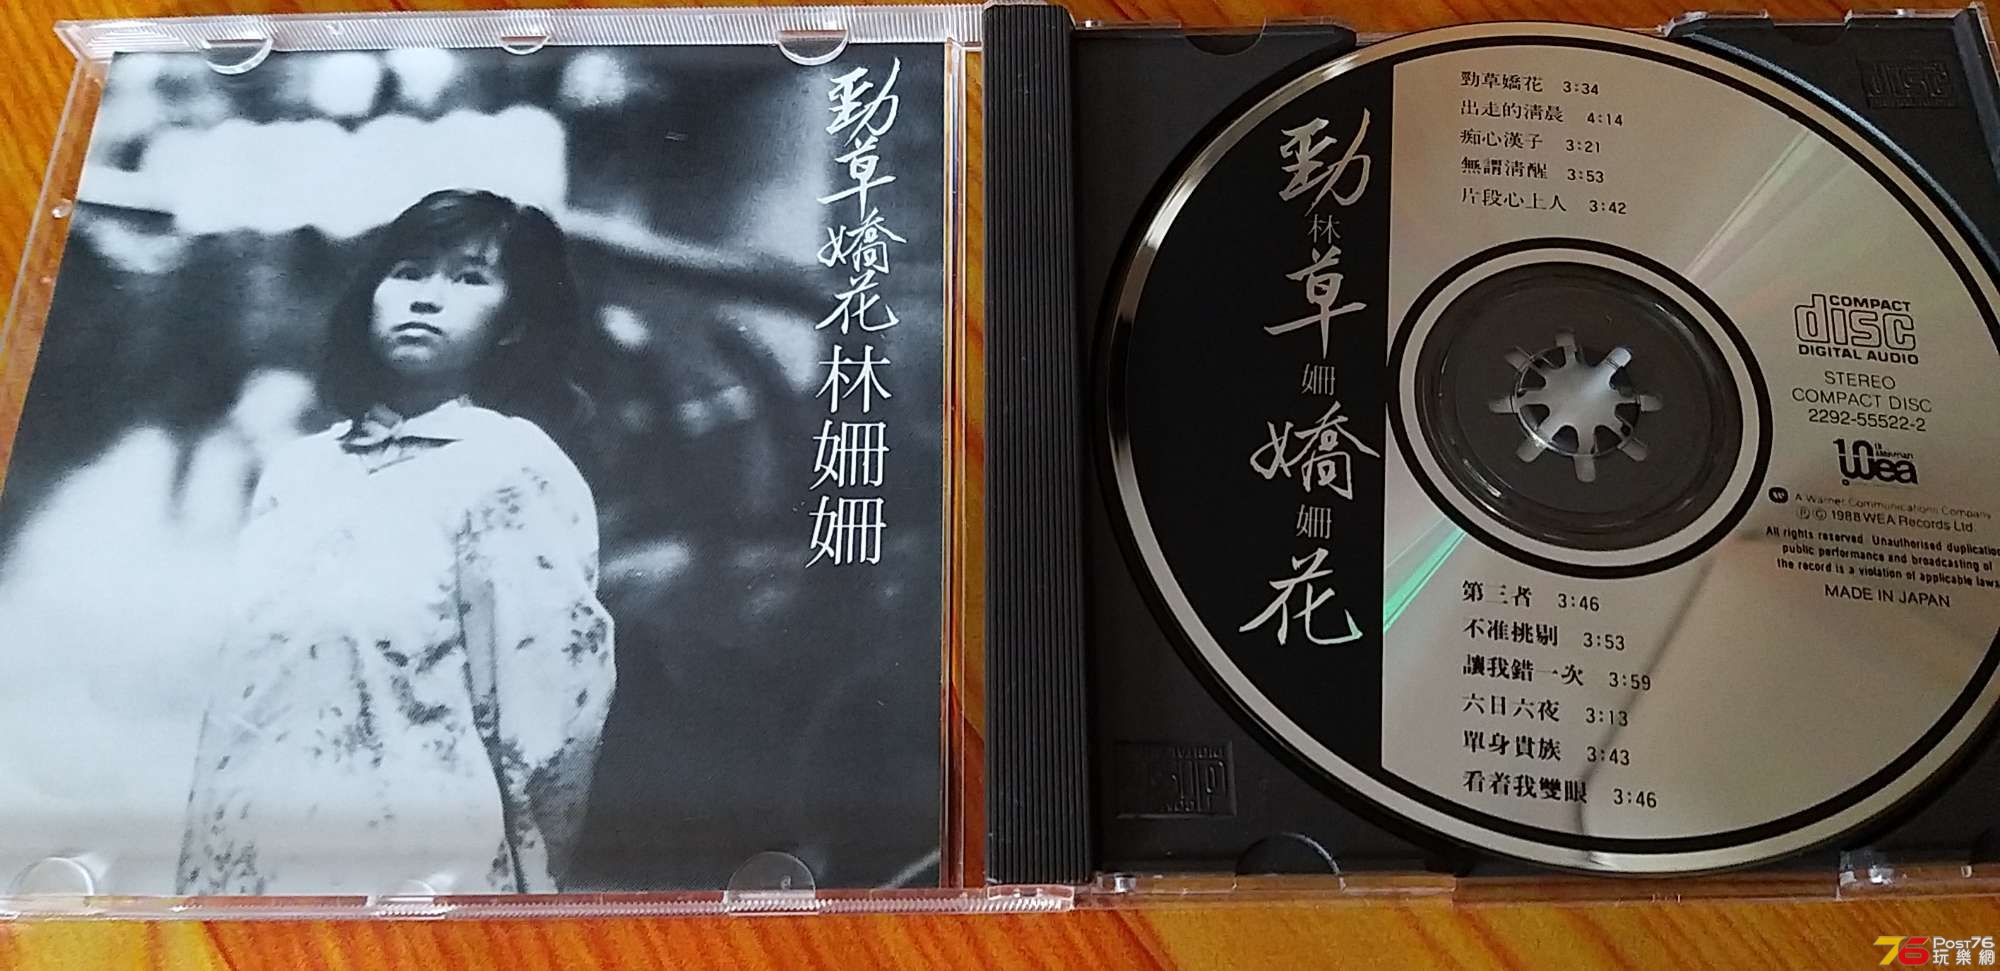 勁草嬌花
林姍姍
勁草嬌花
林姍姍
勁草嬌花 3:34
出走的清晨 4:14
痴心漢子 3:21
無謂清醒 3:53
片段心上人 3:42
COMPACT
disc
DIGITAL AUDIO
STEREO
COMPACT DISC
2292-55522-2
10
wea
A Warner Communications Company
Ⓟ Ⓒ 1988 WEA Records Ltd
All rights reserved Unauthorised duplication
public performance and broadcasting of
the record is a violation of applicable laws
MADE IN JAPAN
第三者 3:46
不准挑剔 3:53
讓我錯一次 3:59
六日六夜 3:13
單身貴族 3:43
看着我雙眼 3:46
76 Post76
玩樂網